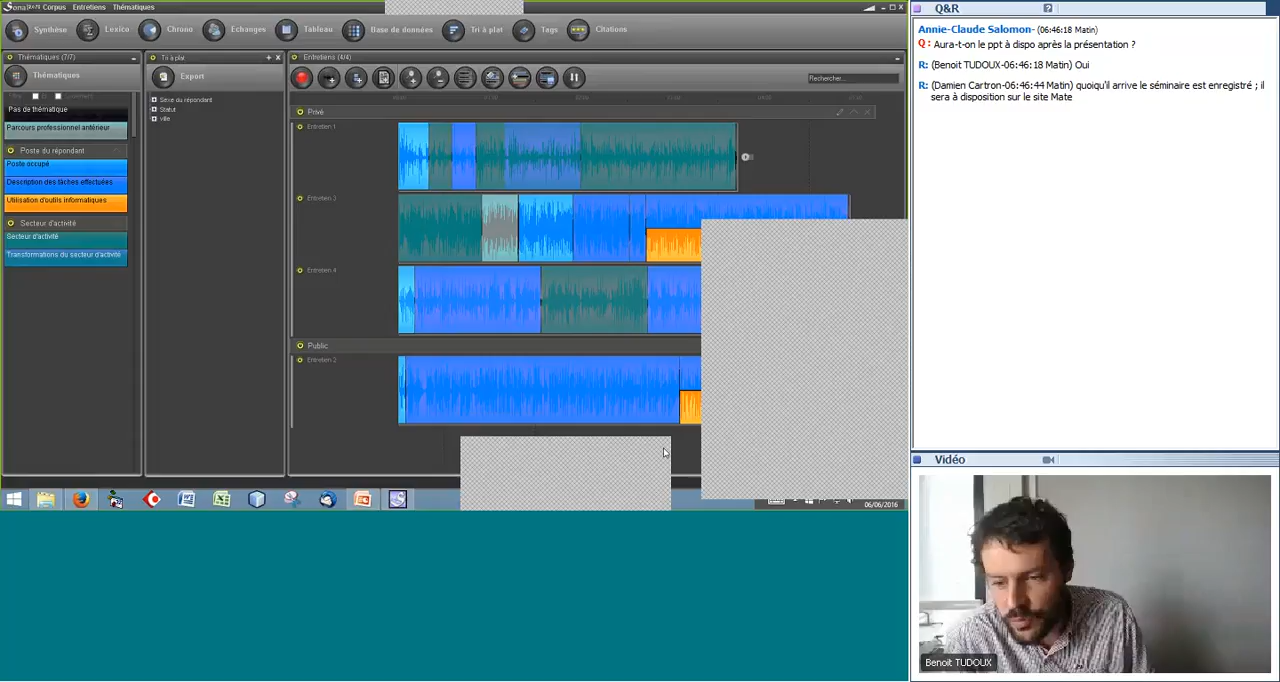 Corpus Entretiens Thématiques
Synthèse Lexico Chrono Echanges Tableau Base de données Tri à plat Tags Citations
Thématiques (7/7)
Thématiques
Pas de thématique
Parcours professionnel antérieur
Poste du répondant
Poste occupé
Description des tâches effectuées
Utilisation d'outils informatiques
Secteur d'activité
Secteur d'activité
Transformations du secteur d'activité
Tri à plat
Export
Sexe du répondant
Statut
ville
Entretiens (4/4)
Rechercher...
Privé
Entretien 1
Entretien 3
Entretien 4
Public
Entretien 2
06/06/2016
Q&R
Annie-Claude Salomon- (06:46:18 Matin)
Q : Aura-t-on le ppt à dispo après la présentation ?
R: (Benoit TUDOUX-06:46:18 Matin) Oui
R: (Damien Cartron-06:46:44 Matin) quoiqu'il arrive le séminaire est enregistré ; il
sera à disposition sur le site Mate
Vidéo
Benoit TUDOUX